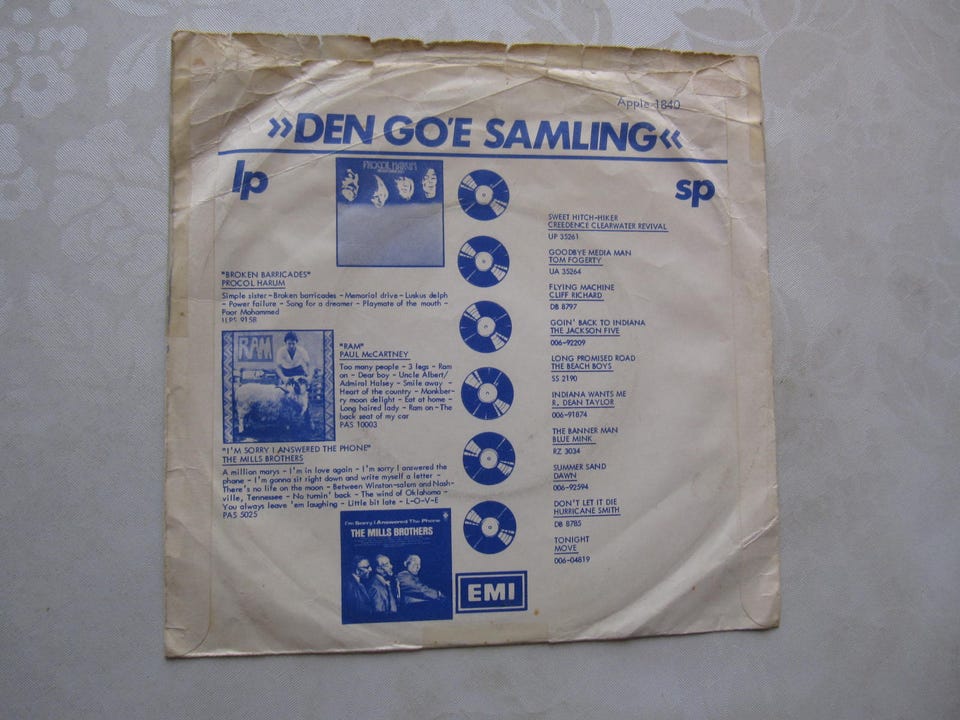 Apple 1840
»DEN GO'E SAMLING«
lp
sp
PROCOL HARUM
"BROKEN BARRICADES"
PROCOL HARUM
Simple sister – Broken barricades – Memorial drive – Luskus delph
– Power failure – Song for a dreamer – Playmate of the mouth –
Poor Mohammed
ILPS 9158
RAM
"RAM"
PAUL McCARTNEY
Too many people – 3 legs – Ram
on – Dear boy – Uncle Albert/
Admiral Halsey – Smile away –
Heart of the country – Monkber-
ry moon delight – Eat at home –
Long haired lady – Ram on – The
back seat of my car
PAS 10003
"I'M SORRY I ANSWERED THE PHONE"
THE MILLS BROTHERS
A million marys – I'm in love again – I'm sorry I answered the
phone – I'm gonna sit right down and write myself a letter –
There's no life on the moon – Between Winston-salem and Nash-
ville, Tennessee – No turnin' back – The wind of Oklahoma –
You always leave 'em laughing – Little bit late – L-O-V-E
PAS 5025
I'm Sorry I Answered The Phone
THE MILLS BROTHERS
EMI
SWEET HITCH-HIKER
CREEDENCE CLEARWATER REVIVAL
UP 35261
GOODBYE MEDIA MAN
TOM FOGERTY
UA 35264
FLYING MACHINE
CLIFF RICHARD
DB 8797
GOIN' BACK TO INDIANA
THE JACKSON FIVE
006-92209
LONG PROMISED ROAD
THE BEACH BOYS
SS 2190
INDIANA WANTS ME
R. DEAN TAYLOR
006-91874
THE BANNER MAN
BLUE MINK
RZ 3034
SUMMER SAND
DAWN
006-92594
DON'T LET IT DIE
HURRICANE SMITH
DB 8785
TONIGHT
MOVE
006-04819